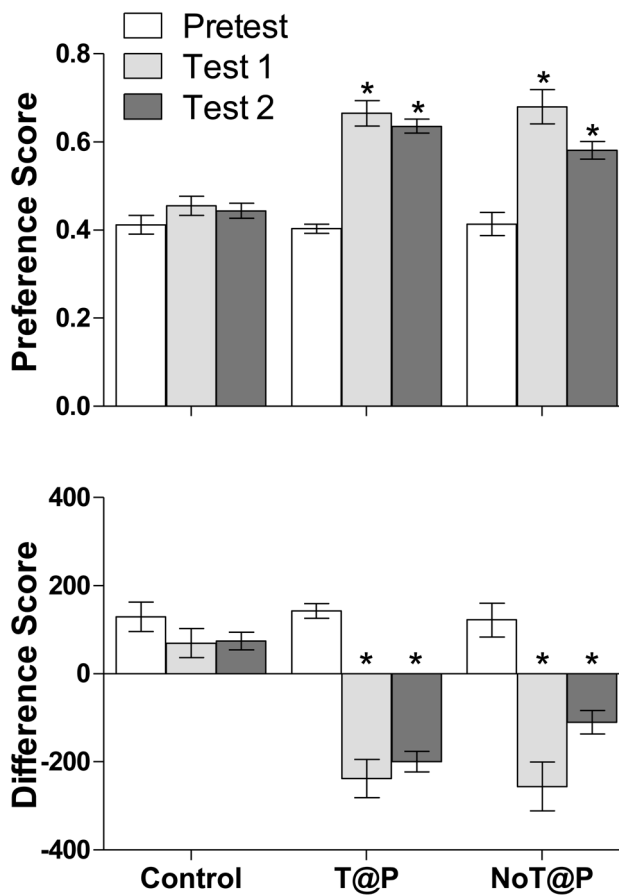 Pretest
Test 1
Test 2
Preference Score
0.8
0.6
0.4
0.2
0.0
* * * *
Difference Score
400
200
0
-200
-400
* * * *
Control T@P NoT@P